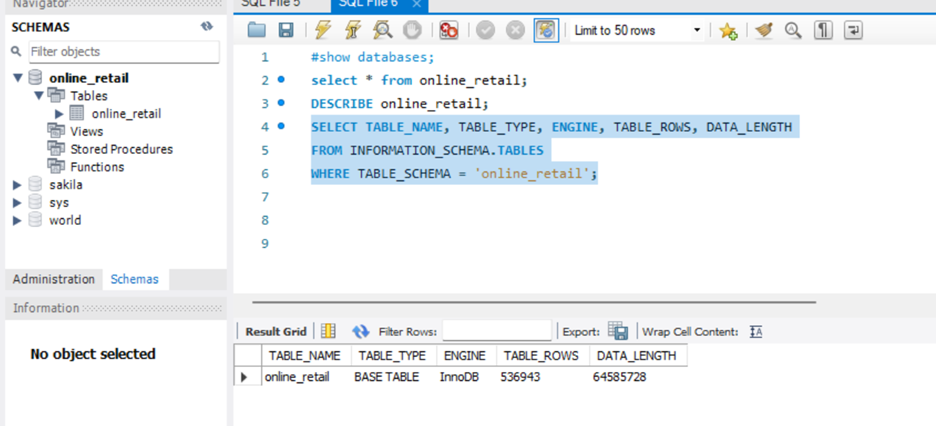 Navigator
SQL File 5 SQL File 6
SCHEMAS
Filter objects
online_retail
Tables
online_retail
Views
Stored Procedures
Functions
sakila
sys
world
Administration Schemas
Information
No object selected
Limit to 50 rows
1 #show databases;
2 select * from online_retail;
3 DESCRIBE online_retail;
4 SELECT TABLE_NAME, TABLE_TYPE, ENGINE, TABLE_ROWS, DATA_LENGTH
5 FROM INFORMATION_SCHEMA.TABLES
6 WHERE TABLE_SCHEMA = 'online_retail';
7
8
9
Result Grid Filter Rows: Export: Wrap Cell Content:
TABLE_NAME TABLE_TYPE ENGINE TABLE_ROWS DATA_LENGTH
online_retail BASE TABLE InnoDB 536943 64585728